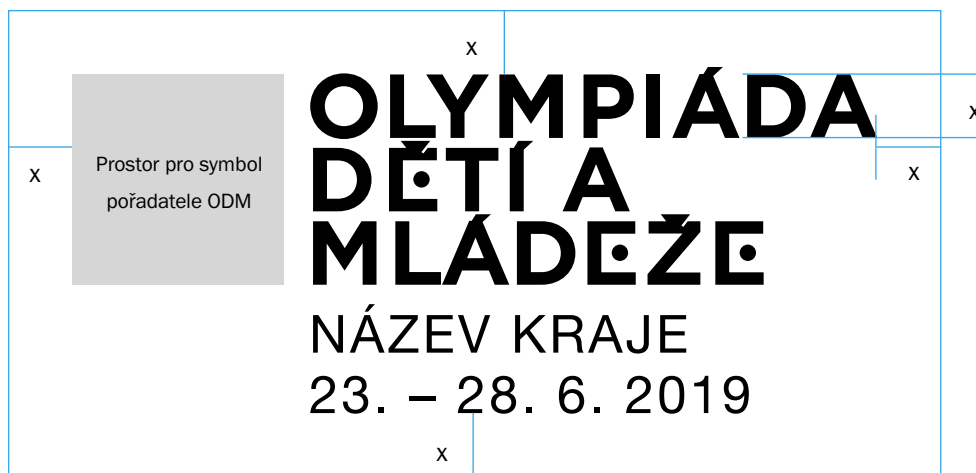 x
OLYMPIÁDA
DĚTÍ A
MLÁDEŽE
NÁZEV KRAJE
23. – 28. 6. 2019
Prostor pro symbol
pořadatele ODM
x
x
x
x